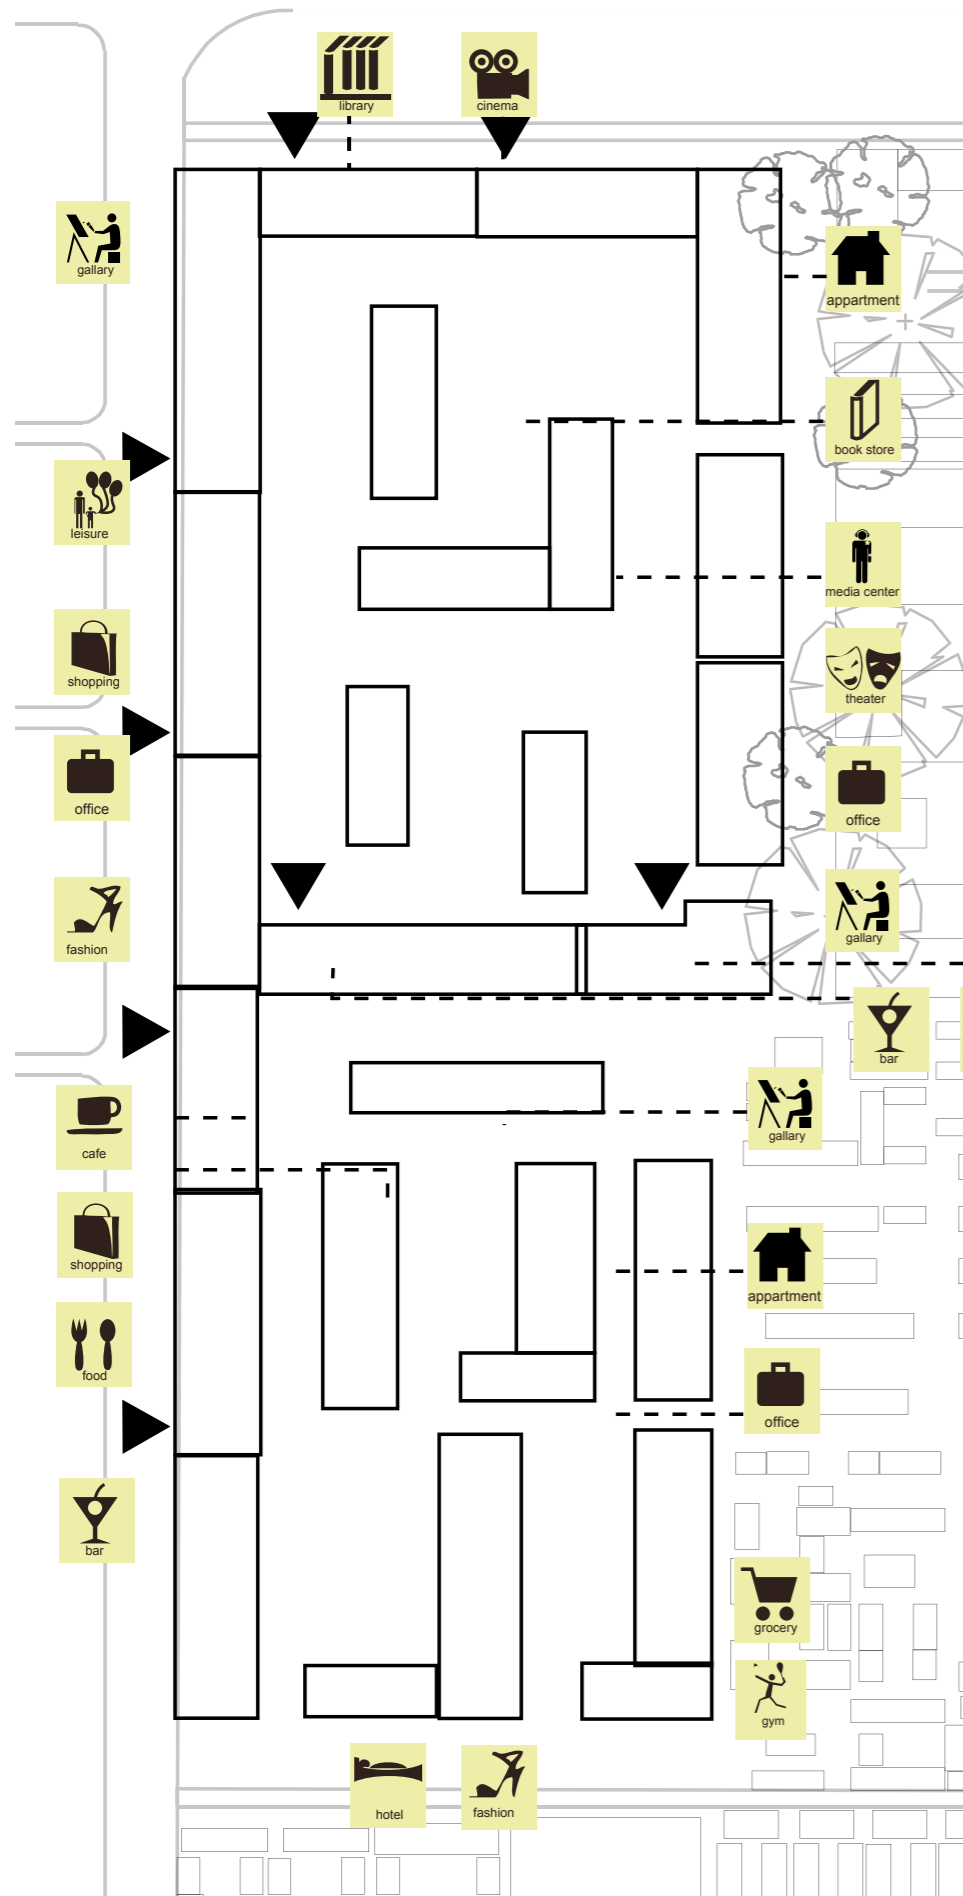 library
cinema
gallary
appartment
book store
leisure
media center
shopping
theater
office
office
gallary
fashion
bar
gallary
cafe
shopping
appartment
food
office
bar
grocery
gym
hotel
fashion